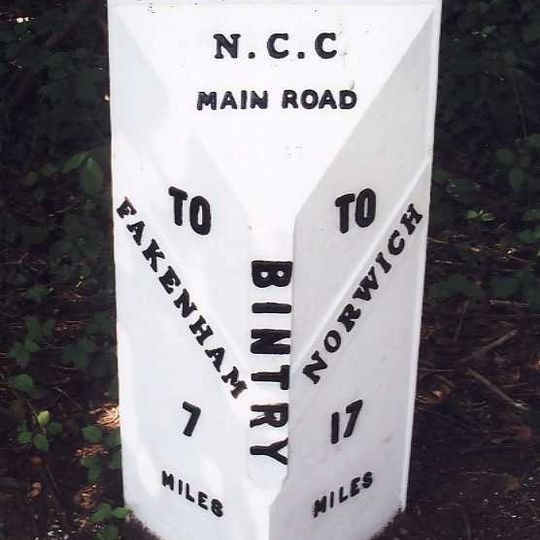 N.C.C
MAIN ROAD
TO
FAKENHAM
7
MILES
BINTRY
TO
NORWICH
17
MILES